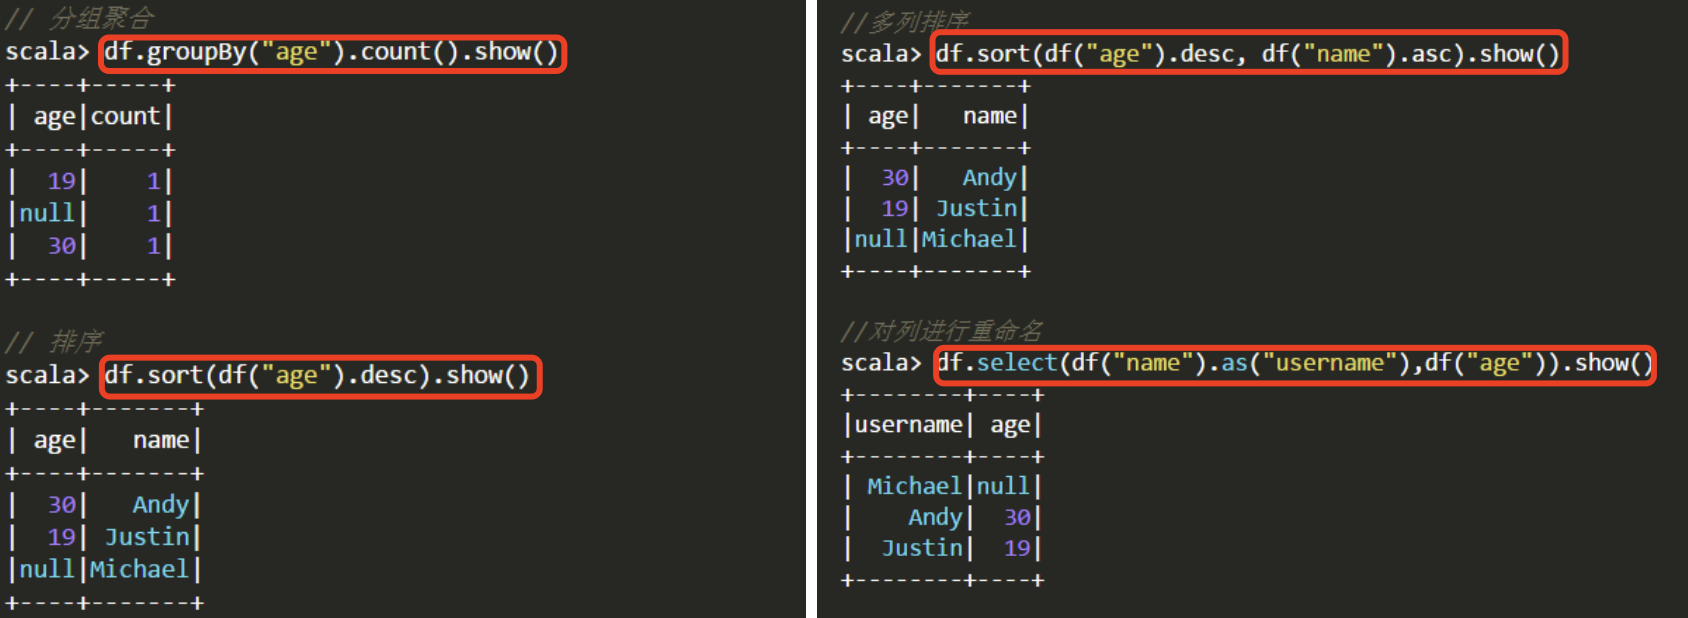 // 分组聚合
scala> df.groupBy("age").count().show()
+----+-----+
| age|count|
+----+-----+
|  19|    1|
|null|    1|
|  30|    1|
+----+-----+
// 排序
scala> df.sort(df("age").desc).show()
+----+-------+
| age|   name|
+----+-------+
|  30|   Andy|
|  19| Justin|
|null|Michael|
+----+-------+
//多列排序
scala> df.sort(df("age").desc, df("name").asc).show()
+----+-------+
| age|   name|
+----+-------+
|  30|   Andy|
|  19| Justin|
|null|Michael|
+----+-------+
//对列进行重命名
scala> df.select(df("name").as("username"),df("age")).show()
+--------+----+
|username| age|
+--------+----+
| Michael|null|
|    Andy|  30|
|  Justin|  19|
+--------+----+